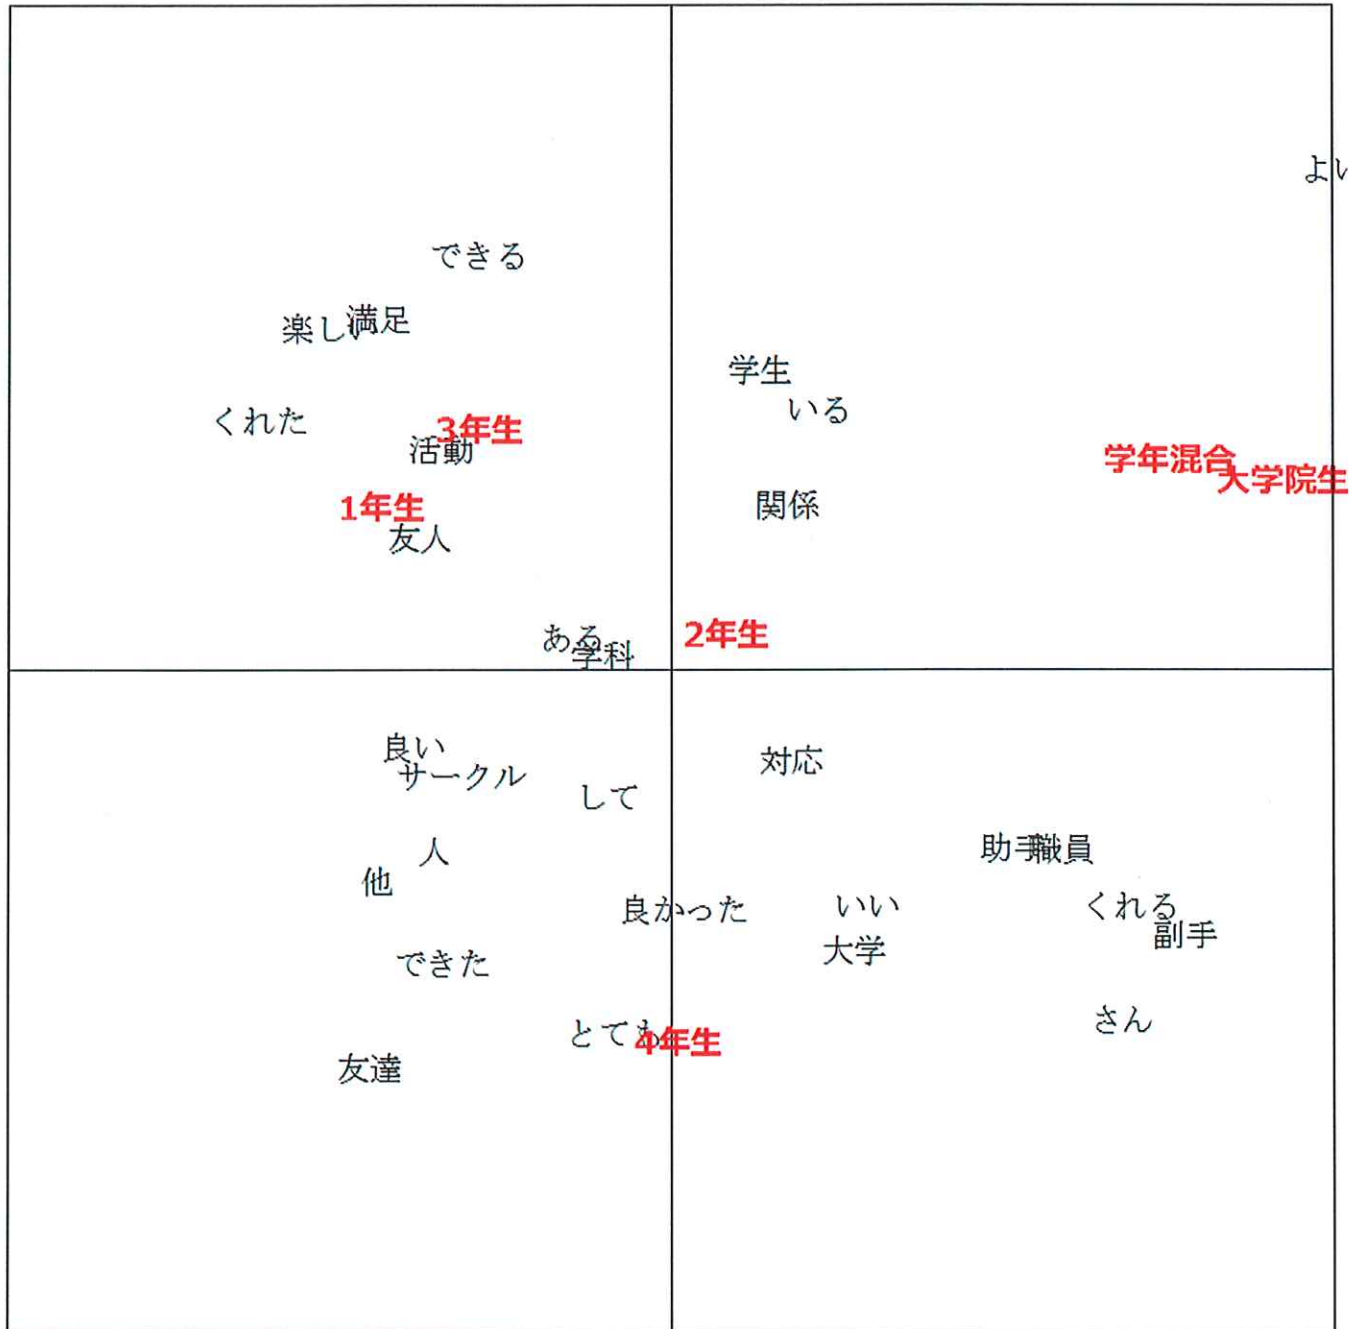 よい
できる
満足
楽しい
学生
いる
くれた
3年生
活動
学年混合
大学院生
1年生
関係
友人
2年生
ある
学科
良い
対応
サークル
して
助手
職員
人
他
良かった
いい
くれる
副手
大学
できた
さん
とても
4年生
友達